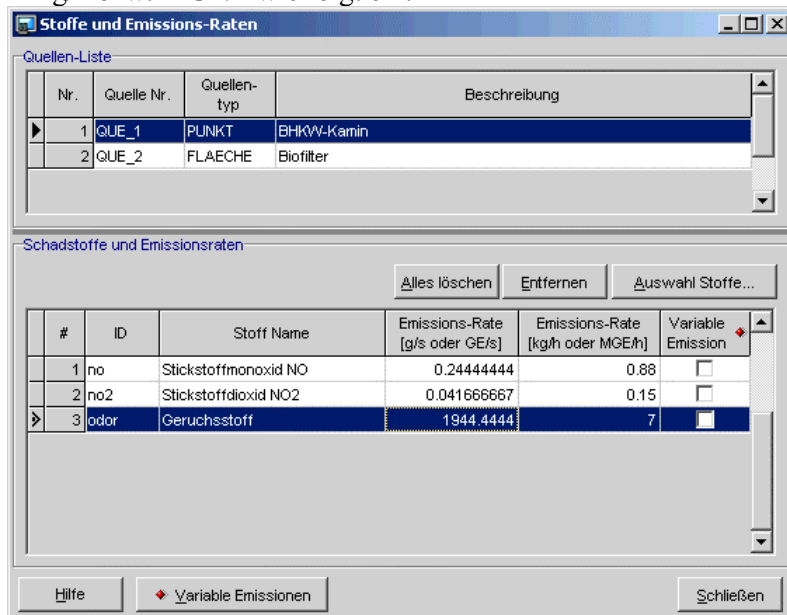 Stoffe und Emissions-Raten
Quellen-Liste
Nr. Quelle Nr. Quellen-typ Beschreibung
1 QUE_1 PUNKT BHKW-Kamin
2 QUE_2 FLAECHE Biofilter
Schadstoffe und Emissionsraten
Alles löschen Entfernen Auswahl Stoffe...
# ID Stoff Name Emissions-Rate [g/s oder GE/s] Emissions-Rate [kg/h oder MGE/h] Variable Emission
1 no Stickstoffmonoxid NO 0.24444444 0.88
2 no2 Stickstoffdioxid NO2 0.041666667 0.15
3 odor Geruchsstoff 1944.4444 7
Hilfe Variable Emissionen Schließen